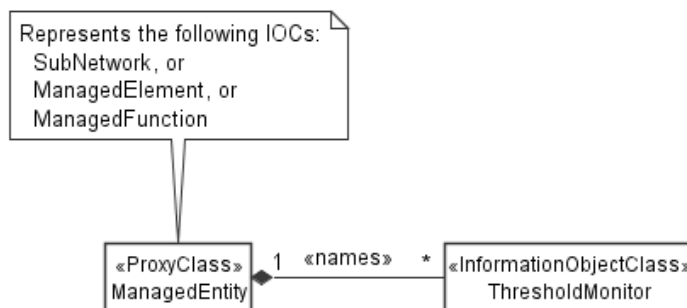 Represents the following IOCs:
SubNetwork, or
ManagedElement, or
ManagedFunction
«ProxyClass»
ManagedEntity
1 «names» *
«InformationObjectClass»
ThresholdMonitor